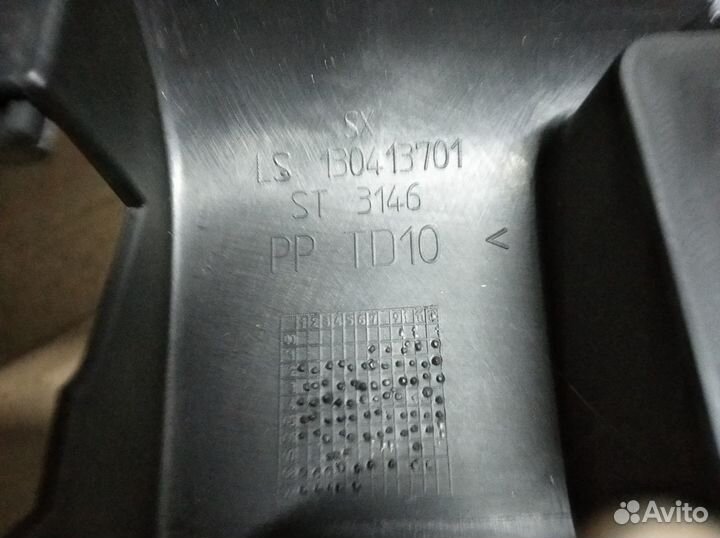 SX
LS 130413701
ST 3146
PP TD10 <
Avito